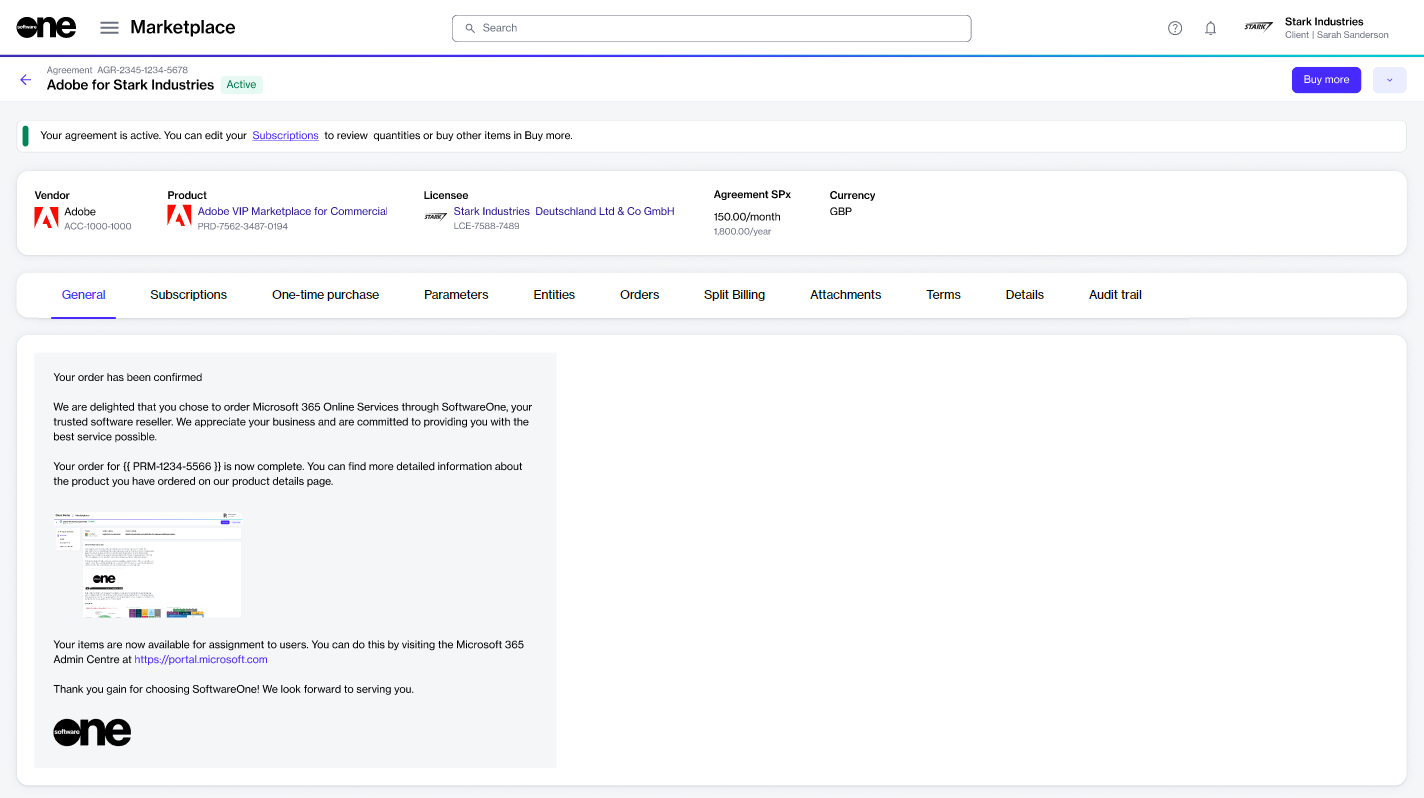 software one
Marketplace
Search
STARK
Stark Industries
Client | Sarah Sanderson
Agreement AGR-2345-1234-5678
Adobe for Stark Industries Active
Buy more
Your agreement is active. You can edit your Subscriptions to review quantities or buy other items in Buy more.
Vendor
Adobe
ACC-1000-1000
Product
Adobe VIP Marketplace for Commercial
PRD-7562-3487-0194
Licensee
STARK
Stark Industries Deutschland Ltd & Co GmbH
LCE-7588-7489
Agreement SPx
150.00/month
1,800.00/year
Currency
GBP
General Subscriptions One-time purchase Parameters Entities Orders Split Billing Attachments Terms Details Audit trail
Your order has been confirmed
We are delighted that you chose to order Microsoft 365 Online Services through SoftwareOne, your
trusted software reseller. We appreciate your business and are committed to providing you with the
best service possible.
Your order for {{ PRM-1234-5566 }} is now complete. You can find more detailed information about
the product you have ordered on our product details page.
one
Your items are now available for assignment to users. You can do this by visiting the Microsoft 365
Admin Centre at https://portal.microsoft.com
Thank you gain for choosing SoftwareOne! We look forward to serving you.
software one